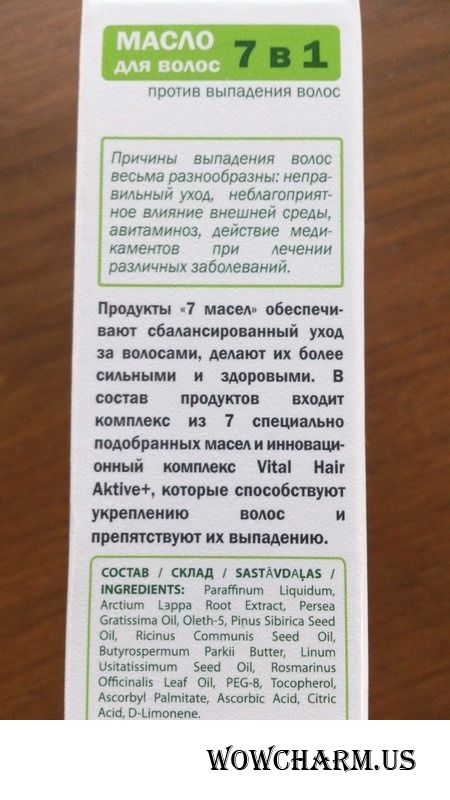 МАСЛО
для волос 7 в 1
против выпадения волос
Причины выпадения волос
весьма разнообразны: непра-
вильный уход, неблагоприят-
ное влияние внешней среды,
авитаминоз, действие меди-
каментов при лечении
различных заболеваний.
Продукты «7 масел» обеспечи-
вают сбалансированный уход
за волосами, делают их более
сильными и здоровыми. В
состав продуктов входит
комплекс из 7 специально
подобранных масел и инноваци-
онный комплекс Vital Hair
Aktive+, которые способствуют
укреплению волос и
препятствуют их выпадению.
СОСТАВ / СКЛАД / SASTĀVDAĻAS /
INGREDIENTS: Paraffinum Liquidum,
Arctium Lappa Root Extract, Persea
Gratissima Oil, Oleth-5, Pinus Sibirica Seed
Oil, Ricinus Communis Seed Oil,
Butyrospermum Parkii Butter, Linum
Usitatissimum Seed Oil, Rosmarinus
Officinalis Leaf Oil, PEG-8, Tocopherol,
Ascorbyl Palmitate, Ascorbic Acid, Citric
Acid, D-Limonene.
WOWCHARM.US